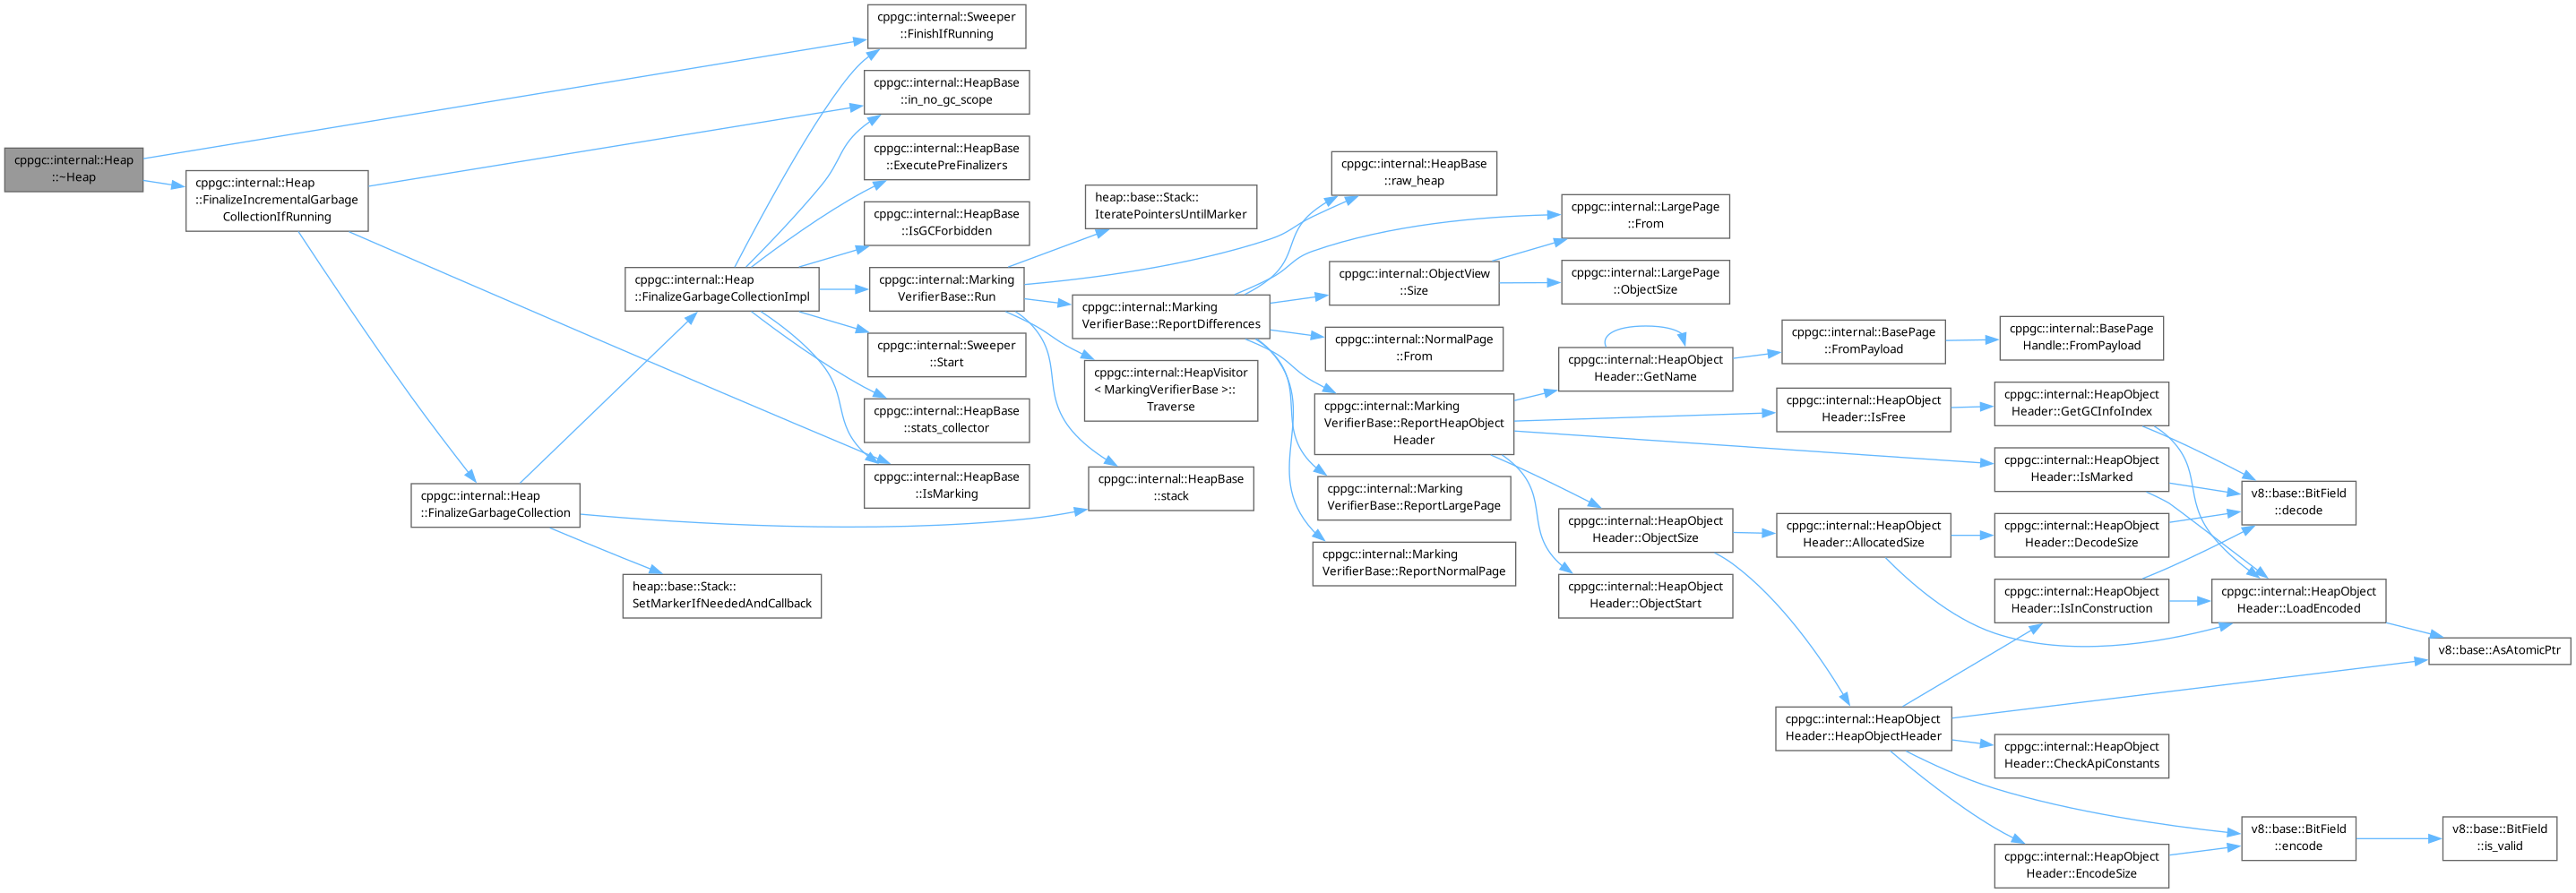 cppgc::internal::Heap
::~Heap
cppgc::internal::Heap
::FinalizeIncrementalGarbage
CollectionIfRunning
cppgc::internal::Heap
::FinalizeGarbageCollection
cppgc::internal::Heap
::FinalizeGarbageCollectionImpl
heap::base::Stack::
SetMarkerIfNeededAndCallback
cppgc::internal::Sweeper
::FinishIfRunning
cppgc::internal::HeapBase
::in_no_gc_scope
cppgc::internal::HeapBase
::ExecutePreFinalizers
cppgc::internal::HeapBase
::IsGCForbidden
cppgc::internal::Marking
VerifierBase::Run
cppgc::internal::Sweeper
::Start
cppgc::internal::HeapBase
::stats_collector
cppgc::internal::HeapBase
::IsMarking
heap::base::Stack::
IteratePointersUntilMarker
cppgc::internal::Marking
VerifierBase::ReportDifferences
cppgc::internal::HeapVisitor
< MarkingVerifierBase >::
Traverse
cppgc::internal::HeapBase
::stack
cppgc::internal::HeapBase
::raw_heap
cppgc::internal::ObjectView
::Size
cppgc::internal::NormalPage
::From
cppgc::internal::Marking
VerifierBase::ReportHeapObject
Header
cppgc::internal::Marking
VerifierBase::ReportLargePage
cppgc::internal::Marking
VerifierBase::ReportNormalPage
cppgc::internal::LargePage
::From
cppgc::internal::LargePage
::ObjectSize
cppgc::internal::HeapObject
Header::GetName
cppgc::internal::HeapObject
Header::ObjectSize
cppgc::internal::HeapObject
Header::ObjectStart
cppgc::internal::BasePage
::FromPayload
cppgc::internal::HeapObject
Header::IsFree
cppgc::internal::HeapObject
Header::AllocatedSize
cppgc::internal::HeapObject
Header::HeapObjectHeader
cppgc::internal::BasePage
Handle::FromPayload
cppgc::internal::HeapObject
Header::GetGCInfoIndex
cppgc::internal::HeapObject
Header::IsMarked
cppgc::internal::HeapObject
Header::DecodeSize
cppgc::internal::HeapObject
Header::IsInConstruction
cppgc::internal::HeapObject
Header::CheckApiConstants
cppgc::internal::HeapObject
Header::EncodeSize
v8::base::BitField
::decode
cppgc::internal::HeapObject
Header::LoadEncoded
v8::base::BitField
::encode
v8::base::AsAtomicPtr
v8::base::BitField
::is_valid